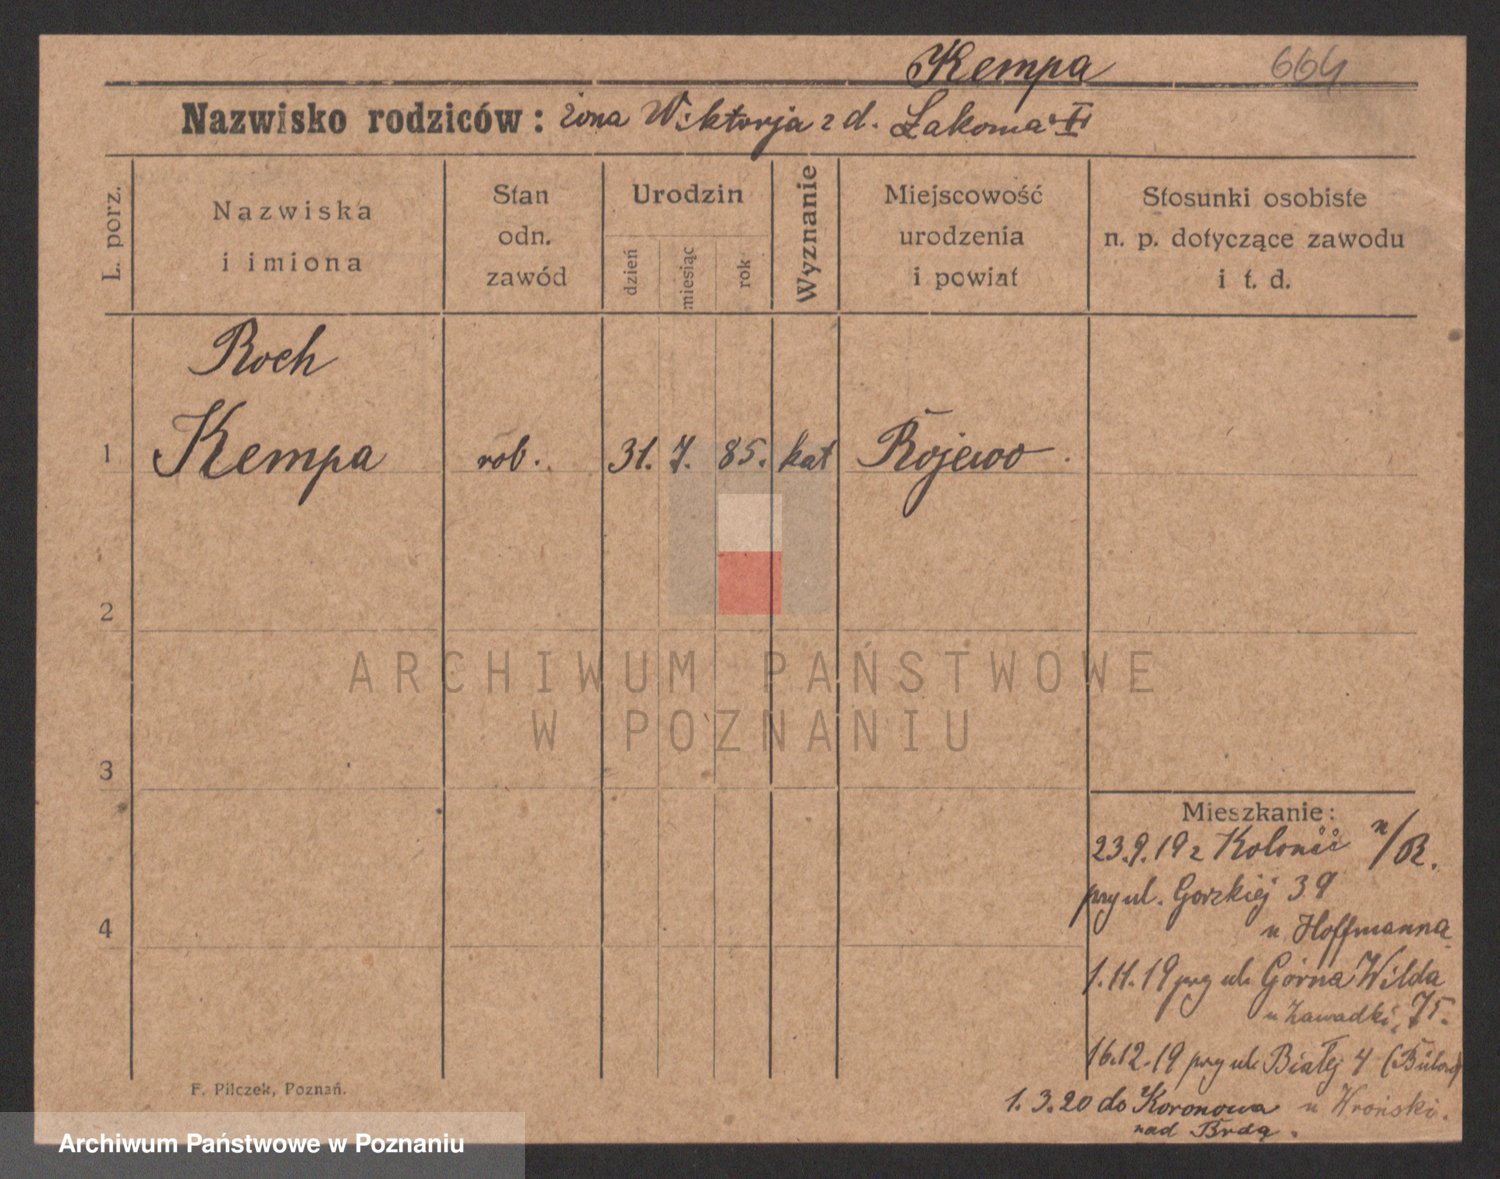 Kempa 664
Nazwisko rodziców: żona Wiktorja z d. Łakoma
L. porz.
Nazwiska
i imiona
Stan
odn.
zawód
Urodzin
dzień
miesiąc
rok
Wyznanie
Miejscowość
urodzenia
i powiat
Stosunki osobiste
n. p. dotyczące zawodu
i t. d.
Roch
1 Kempa rob. 31. 7. 85. kat Rojewo.
2
ARCHIWUM PAŃSTWOWE
W POZNANIU
3
Mieszkanie:
23.9.19 z Kolonii n/R.
przy ul. Gorzkiej 39
u Hoffmanna
4
1.11.19 przy ul. Górna Wilda
u Zawadki, 75.
16.12.19 przy ul. Białej 4
F. Pilczek, Poznań.
1.3.20 do Koronowa u Wroński.
nad Brdą.
Archiwum Państwowe w Poznaniu